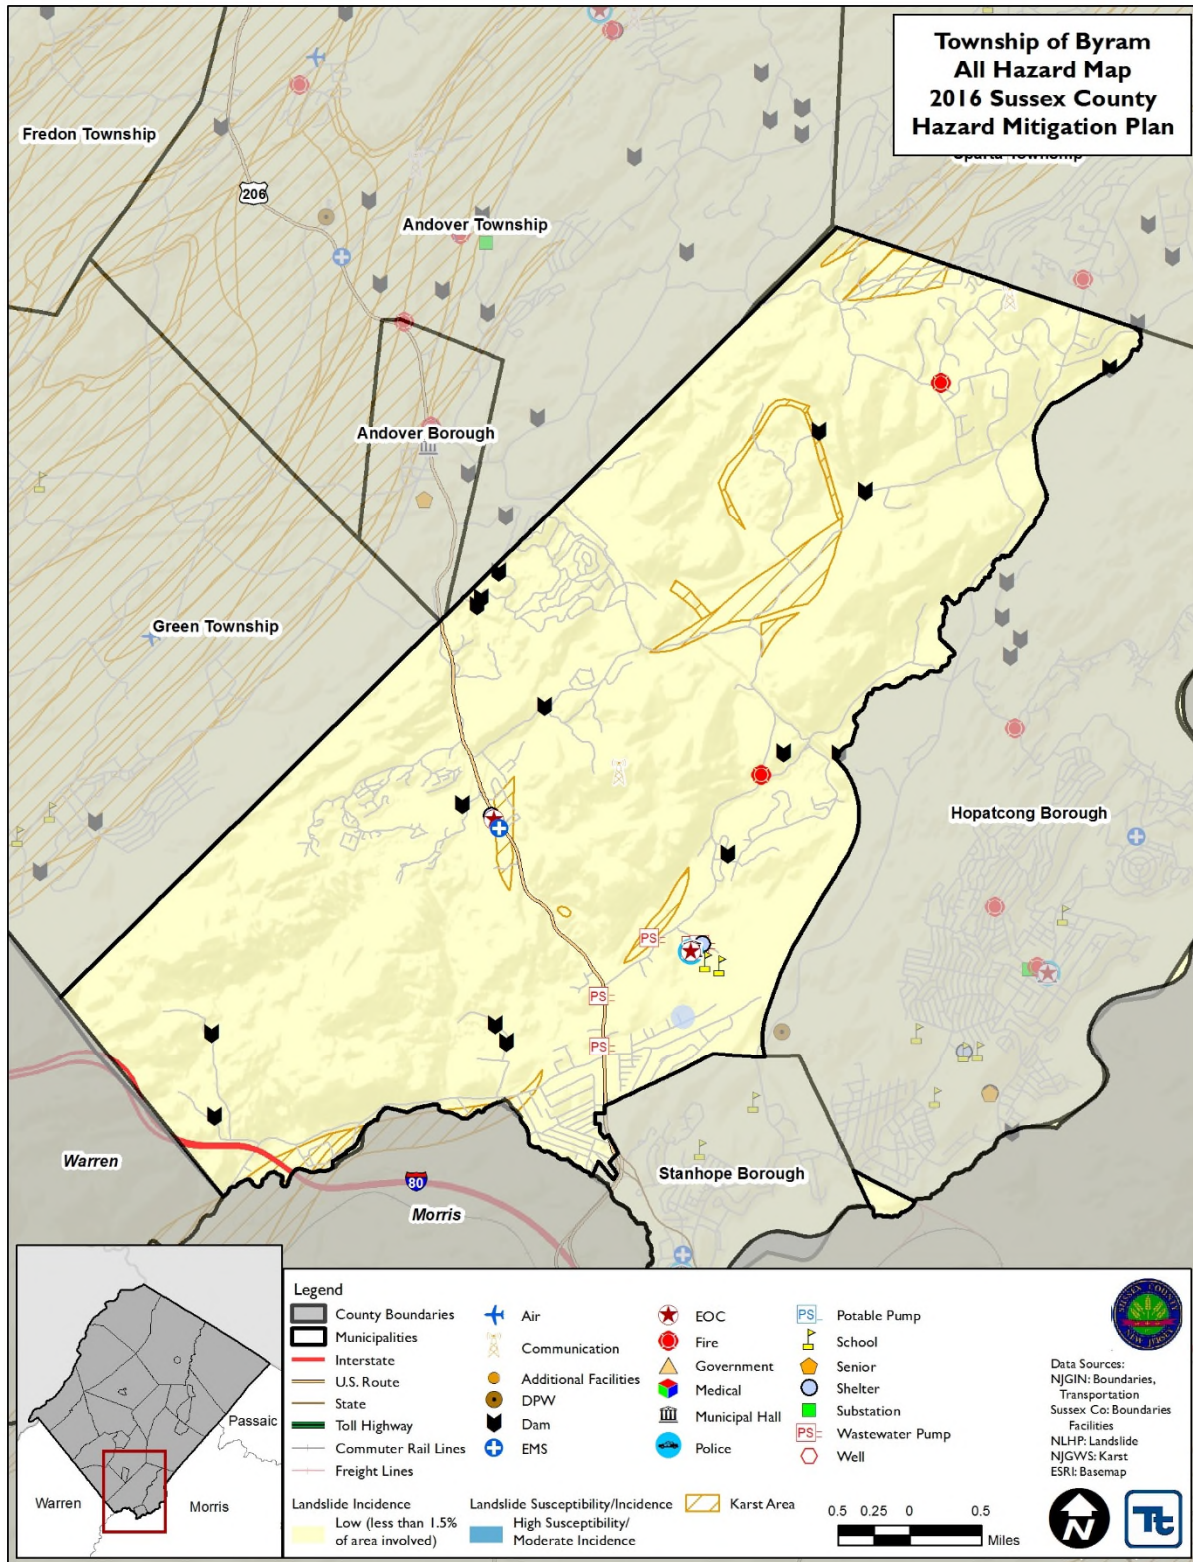 Township of Byram
All Hazard Map
2016 Sussex County
Hazard Mitigation Plan
Sparta Township
Fredon Township
206
Andover Township
Andover Borough
Green Township
Hopatcong Borough
PS
PS
PS
Warren
80
Morris
Stanhope Borough
Passaic
Warren
Morris
Legend
County Boundaries
Municipalities
Interstate
U.S. Route
State
Toll Highway
Commuter Rail Lines
Freight Lines
Air
Communication
Additional Facilities
DPW
Dam
EMS
EOC
Fire
Government
Medical
Municipal Hall
Police
PS Potable Pump
School
Senior
Shelter
Substation
PS Wastewater Pump
Well
Landslide Incidence
Low (less than 1.5%
of area involved)
Landslide Susceptibility/Incidence
High Susceptibility/
Moderate Incidence
Karst Area
0.5 0.25 0 0.5
Miles
SUSSEX COUNTY
NEW JERSEY
Data Sources:
NJGIN: Boundaries,
Transportation
Sussex Co: Boundaries
Facilities
NLHP: Landslide
NJGWS: Karst
ESRI: Basemap
N
Tt